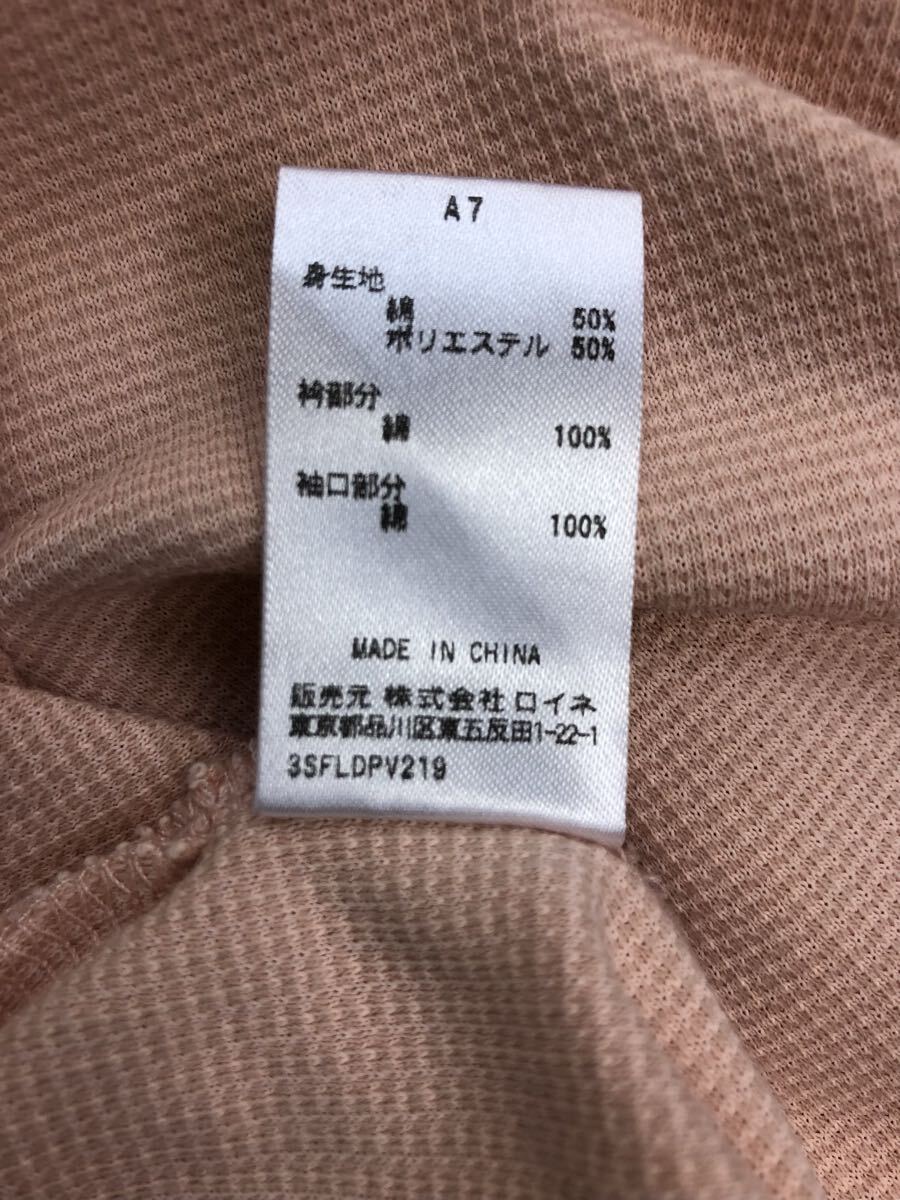 A7
身生地
綿 50%
ポリエステル 50%
衿部分
綿 100%
袖口部分
綿 100%
MADE IN CHINA
販売元 株式会社 ロイネ
東京都品川区東五反田1-22-1
3SFLDPV219